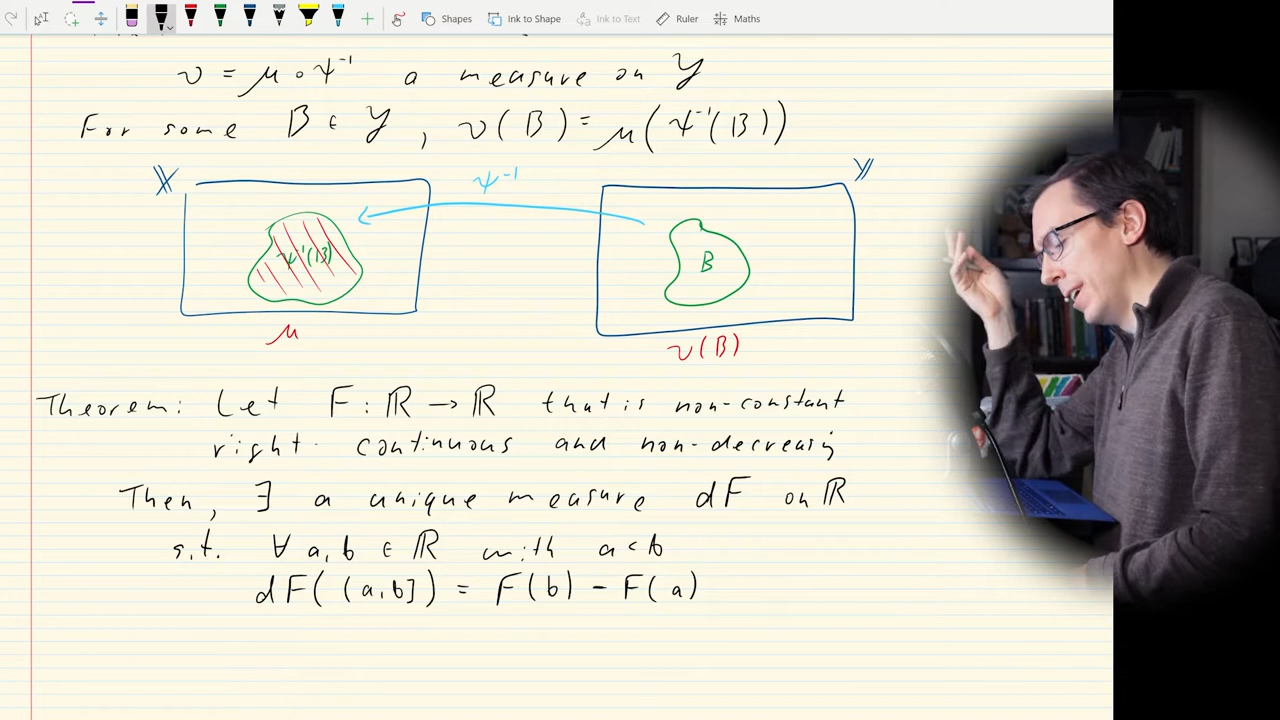 Shapes Ink to Shape Ink to Text Ruler Maths
ν = μ ∘ ψ⁻¹ a measure on 𝒴
For some B ∈ 𝒴, ν(B) = μ(ψ⁻¹(B))
𝕏 ψ⁻¹ 𝕐
ψ⁻¹(B) B
μ ν(B)
Theorem: Let F: ℝ → ℝ that is non-constant
right-continuous and non-decreasing
Then, ∃ a unique measure dF on ℝ
s.t. ∀ a,b ∈ ℝ with a<b
dF((a,b]) = F(b) - F(a)